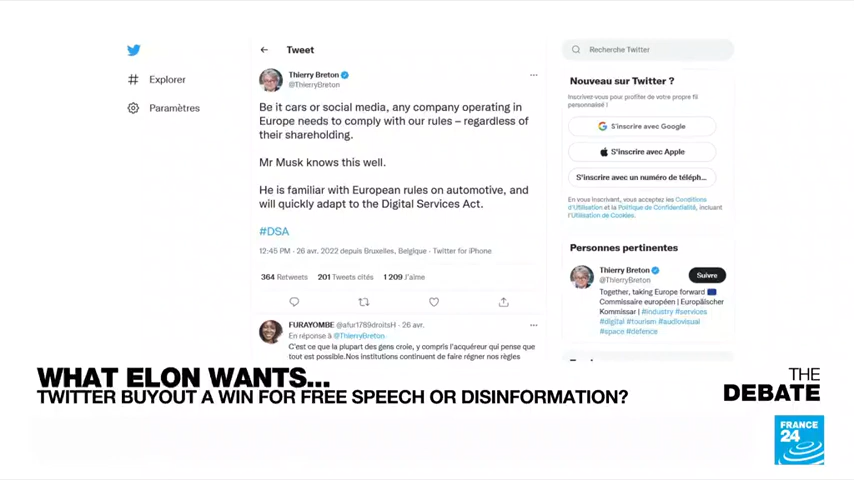 Tweet
Recherche Twitter
Explorer
Paramètres
Thierry Breton
@ThierryBreton
Be it cars or social media, any company operating in
Europe needs to comply with our rules – regardless of
their shareholding.
Mr Musk knows this well.
He is familiar with European rules on automotive, and
will quickly adapt to the Digital Services Act.
#DSA
12:45 PM · 26 avr. 2022 depuis Bruxelles, Belgique · Twitter for iPhone
364 Retweets 201 Tweets cités 1 209 J'aime
FURAYOMBE @afur1789droitsH · 26 avr.
En réponse à @ThierryBreton
C'est ce que la plupart des gens croie, y compris l'acquéreur qui pense que
tout est possible.Nos institutions continuent de faire régner nos règles
Nouveau sur Twitter ?
Inscrivez-vous pour profiter de votre propre fil
personnalisé !
S'inscrire avec Google
S'inscrire avec Apple
S'inscrire avec un numéro de téléph...
En vous inscrivant, vous acceptez les Conditions
d'Utilisation et la Politique de Confidentialité, incluant
l'Utilisation de Cookies.
Personnes pertinentes
Thierry Breton
@ThierryBreton
Suivre
Together, taking Europe forward
Commissaire européen | Europäischer
Kommissar | #industry #services
#digital #tourism #audiovisual
#space #defence
WHAT ELON WANTS...
TWITTER BUYOUT A WIN FOR FREE SPEECH OR DISINFORMATION?
THE
DEBATE
FRANCE
24